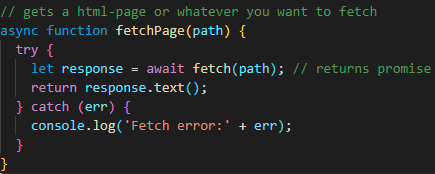 // gets a html-page or whatever you want to fetch
async function fetchPage(path) {
  try {
    let response = await fetch(path); // returns promise
    return response.text();
  } catch (err) {
    console.log('Fetch error:' + err);
  }
}